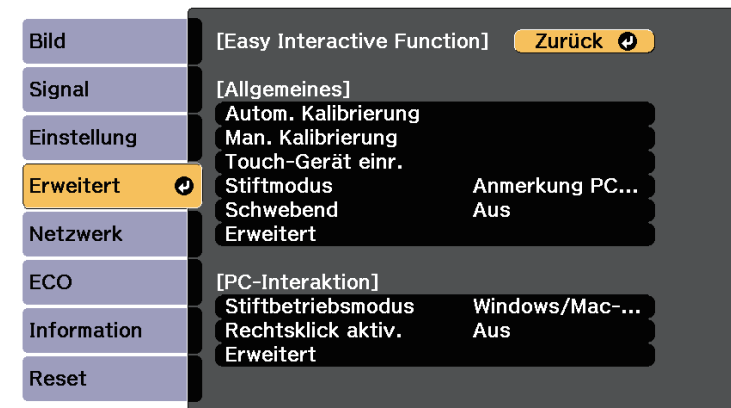 Bild
Signal
Einstellung
Erweitert
Netzwerk
ECO
Information
Reset
[Easy Interactive Function] Zurück
[Allgemeines]
Autom. Kalibrierung
Man. Kalibrierung
Touch-Gerät einr.
Stiftmodus Anmerkung PC...
Schwebend Aus
Erweitert
[PC-Interaktion]
Stiftbetriebsmodus Windows/Mac-...
Rechtsklick aktiv. Aus
Erweitert